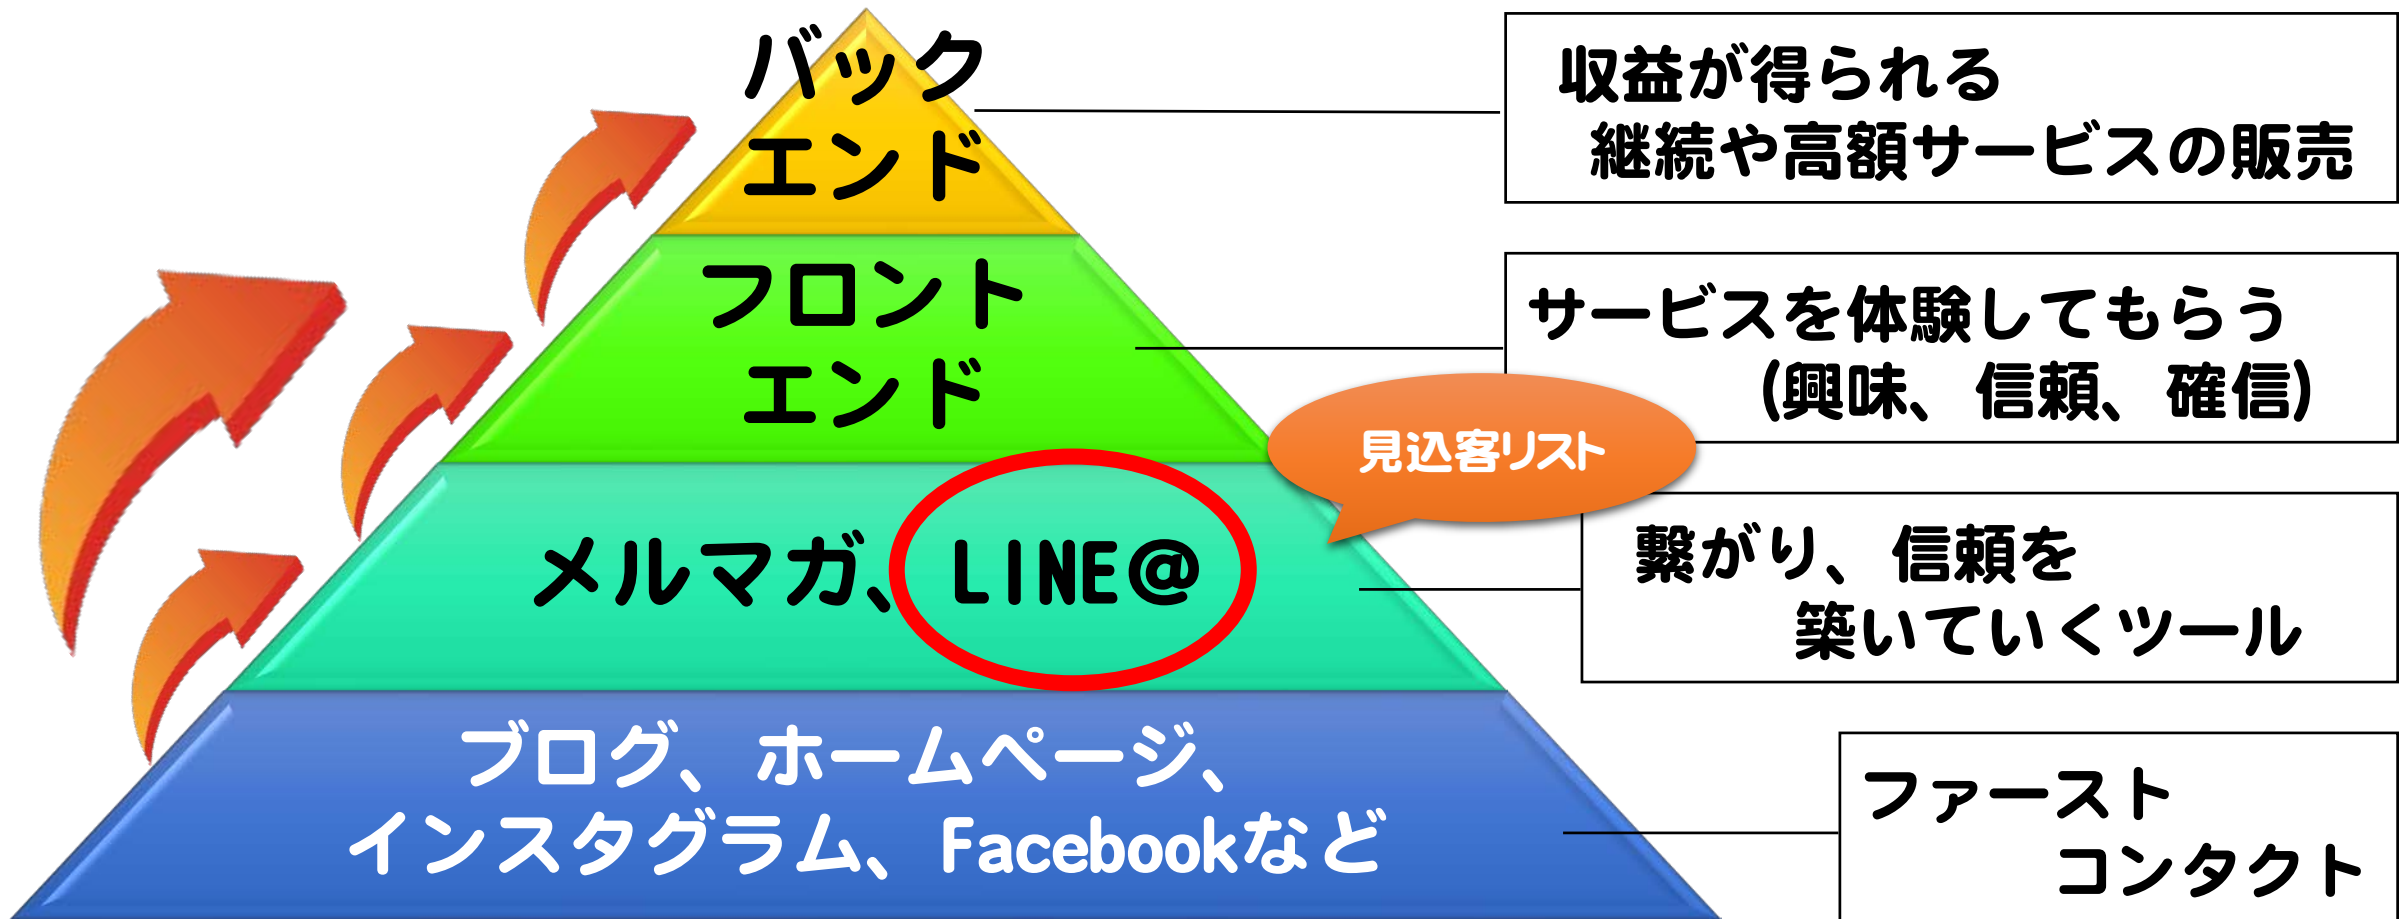 バック
エンド
収益が得られる
継続や高額サービスの販売
フロント
エンド
サービスを体験してもらう
(興味、信頼、確信)
見込客リスト
メルマガ、LINE@
繋がり、信頼を
築いていくツール
ブログ、ホームページ、
インスタグラム、Facebookなど
ファースト
コンタクト